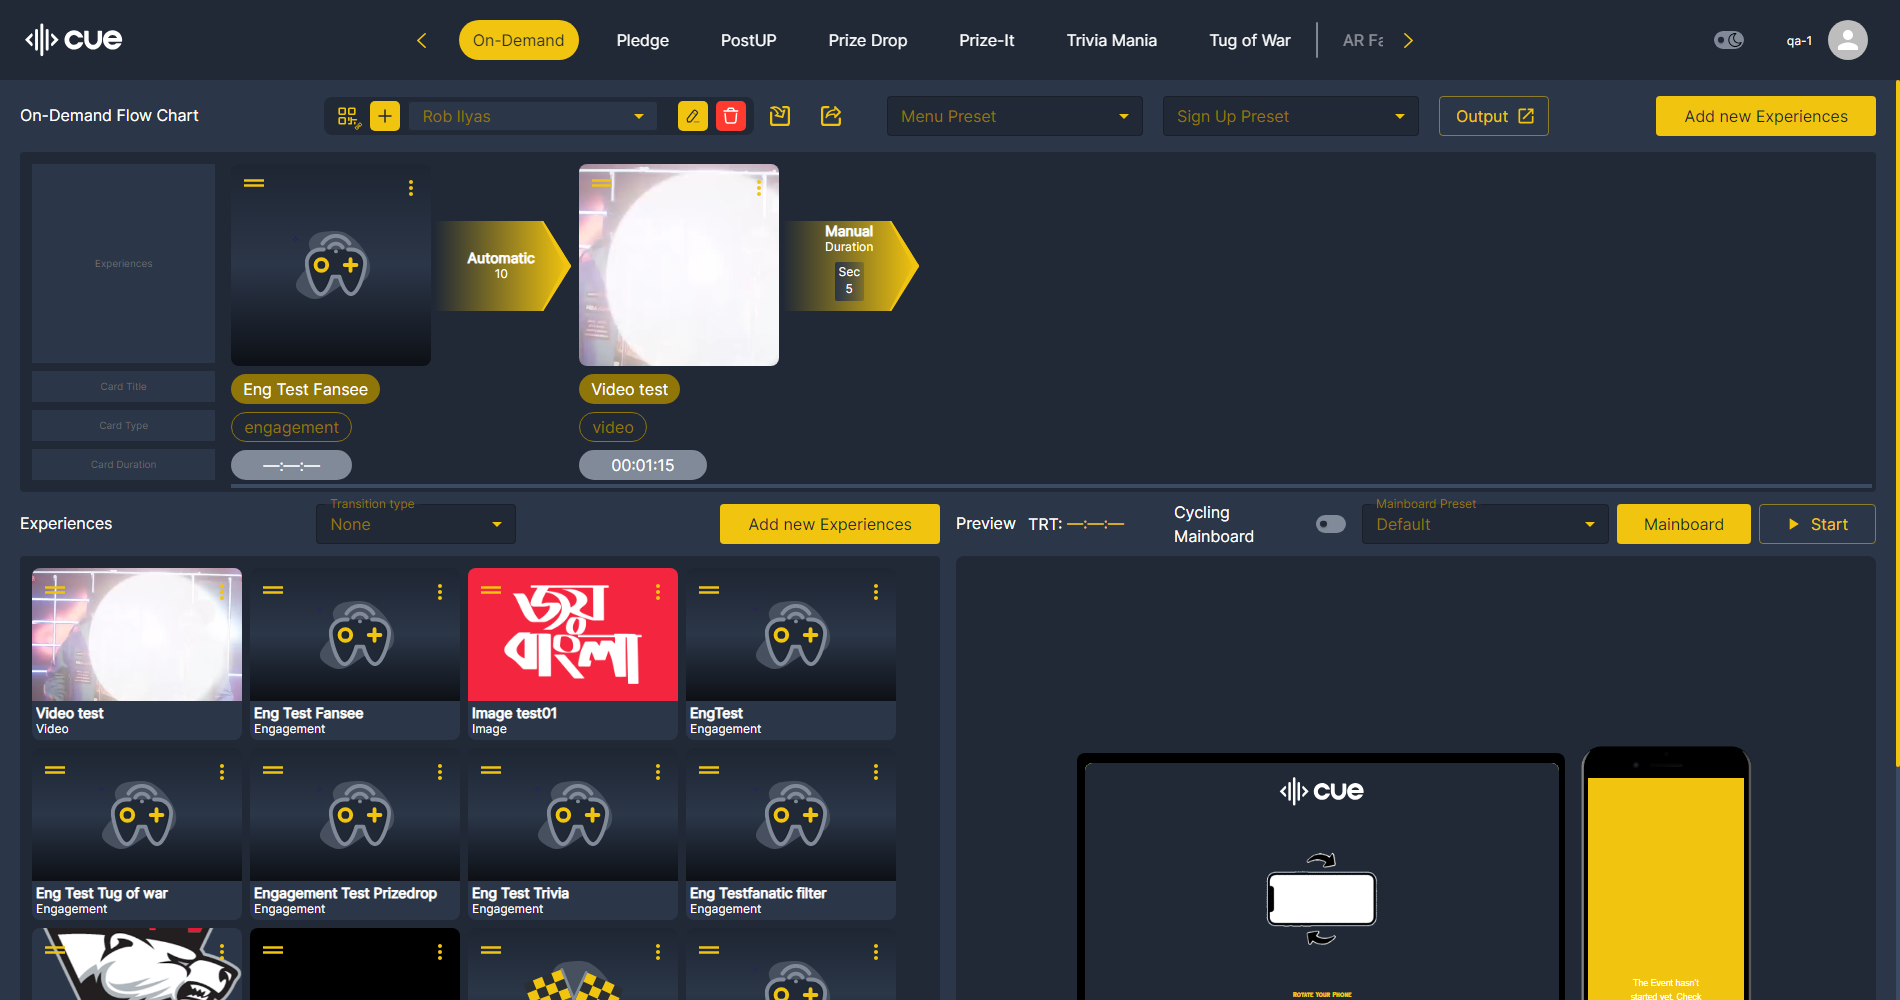 cue
On-Demand
Pledge
PostUP
Prize Drop
Prize-It
Trivia Mania
Tug of War
AR Fa
qa-1
On-Demand Flow Chart
Rob Ilyas
Menu Preset
Sign Up Preset
Output
Add new Experiences
Experiences
Automatic
10
Manual
Duration
Sec
5
Card Title
Eng Test Fansee
Video test
Card Type
engagement
video
Card Duration
—:—:—
00:01:15
Experiences
Transition type
None
Add new Experiences
Preview
TRT: —:—:—
Cycling
Mainboard
Mainboard Preset
Default
Mainboard
Start
জয়
বাংলা
Video test
Video
Eng Test Fansee
Engagement
Image test01
Image
EngTest
Engagement
Eng Test Tug of war
Engagement
Engagement Test Prizedrop
Engagement
Eng Test Trivia
Engagement
Eng Testfanatic filter
Engagement
cue
Rotate your Phone
The Event hasn't
started yet. Check